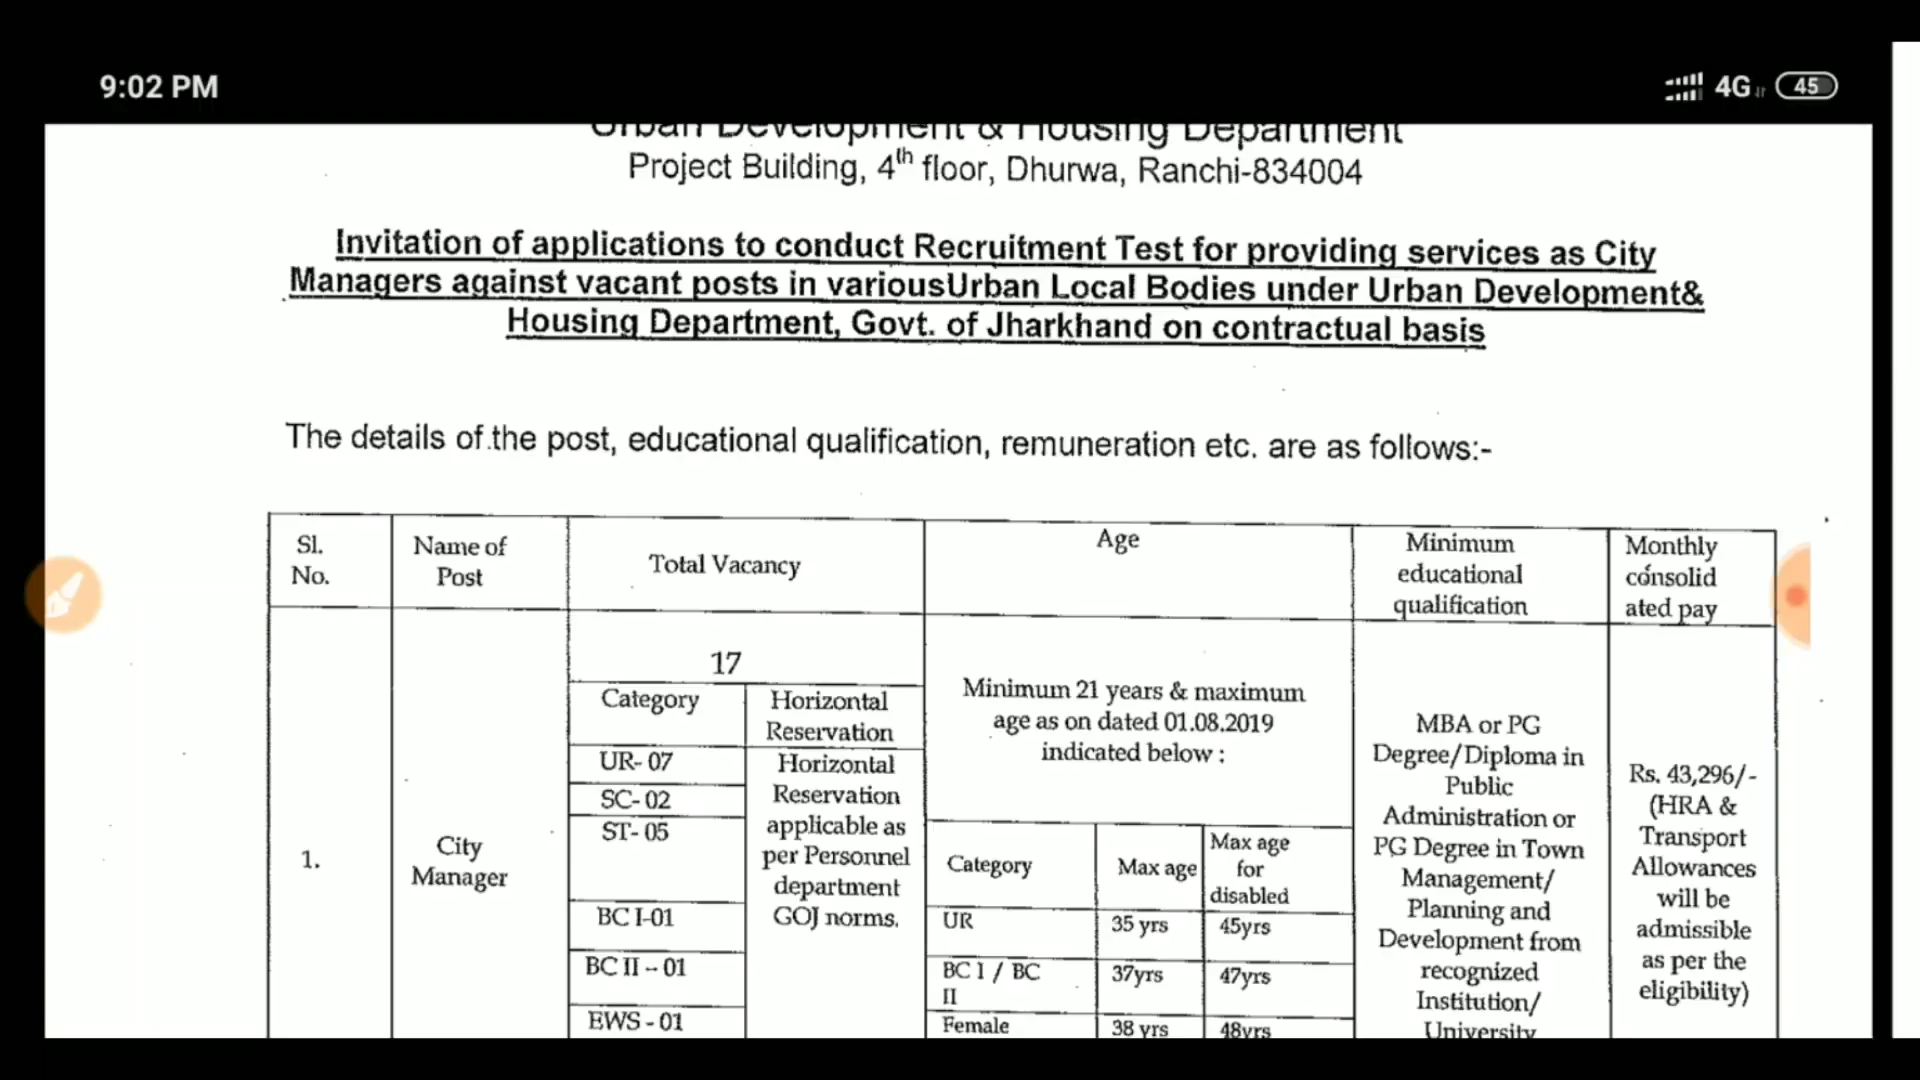 9:02 PM
4G
45
Urban Development & Housing Department
Project Building, 4th floor, Dhurwa, Ranchi-834004
Invitation of applications to conduct Recruitment Test for providing services as City
Managers against vacant posts in variousUrban Local Bodies under Urban Development&
Housing Department, Govt. of Jharkhand on contractual basis
The details of the post, educational qualification, remuneration etc. are as follows:-
Sl.
No.
Name of
Post
Total Vacancy
Age
Minimum
educational
qualification
Monthly
consolid
ated pay
1.
City
Manager
17
Category
Horizontal
Reservation
UR- 07
SC- 02
ST- 05
BC I-01
BC II - 01
EWS - 01
Horizontal
Reservation
applicable as
per Personnel
department
GOJ norms.
Minimum 21 years & maximum
age as on dated 01.08.2019
indicated below :
Category
Max age
Max age
for
disabled
UR
35 yrs
45yrs
BC I / BC
II
37yrs
47yrs
Female
38 yrs
48yrs
MBA or PG
Degree/Diploma in
Public
Administration or
PG Degree in Town
Management/
Planning and
Development from
recognized
Institution/
University
Rs. 43,296/-
(HRA &
Transport
Allowances
will be
admissible
as per the
eligibility)